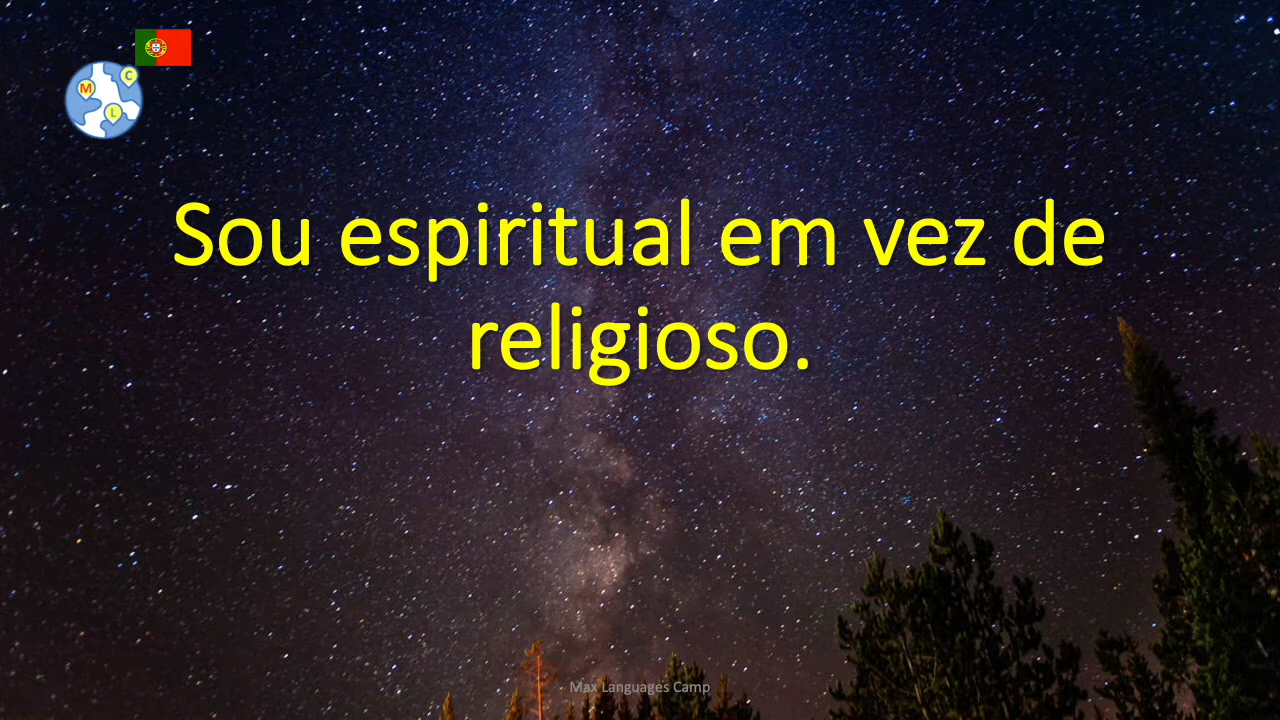 C
M
L
Sou espiritual em vez de
religioso.
Max Languages Camp